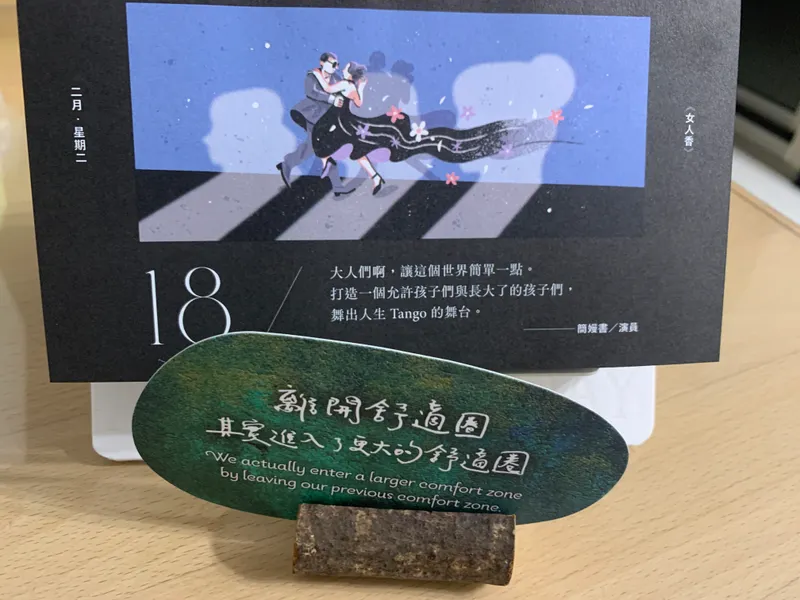 二月·星期二
《女人香》
18
大人們啊，讓這個世界簡單一點。
打造一個允許孩子們與長大了的孩子們，
舞出人生 Tango 的舞台。
——簡嫚書／演員
離開舒適圈
其實進入了更大的舒適圈
We actually enter a larger comfort zone
by leaving our previous comfort zone.